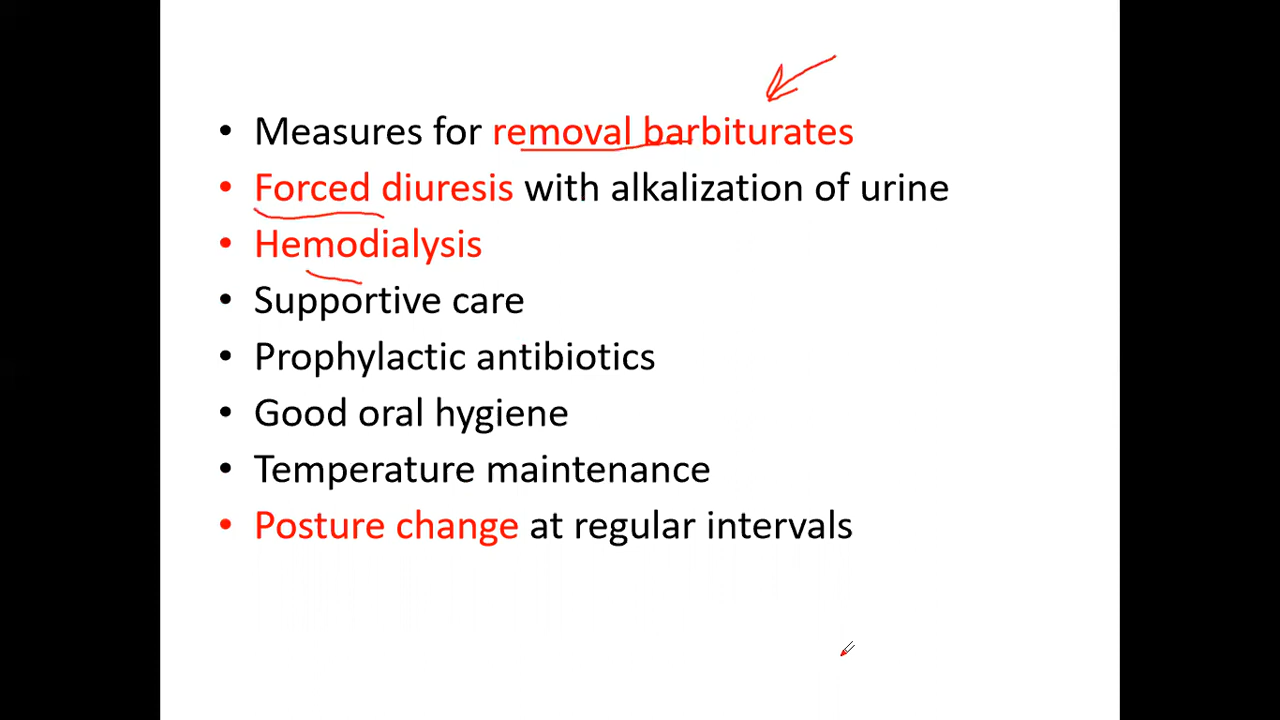 • Measures for removal barbiturates
• Forced diuresis with alkalization of urine
• Hemodialysis
• Supportive care
• Prophylactic antibiotics
• Good oral hygiene
• Temperature maintenance
• Posture change at regular intervals